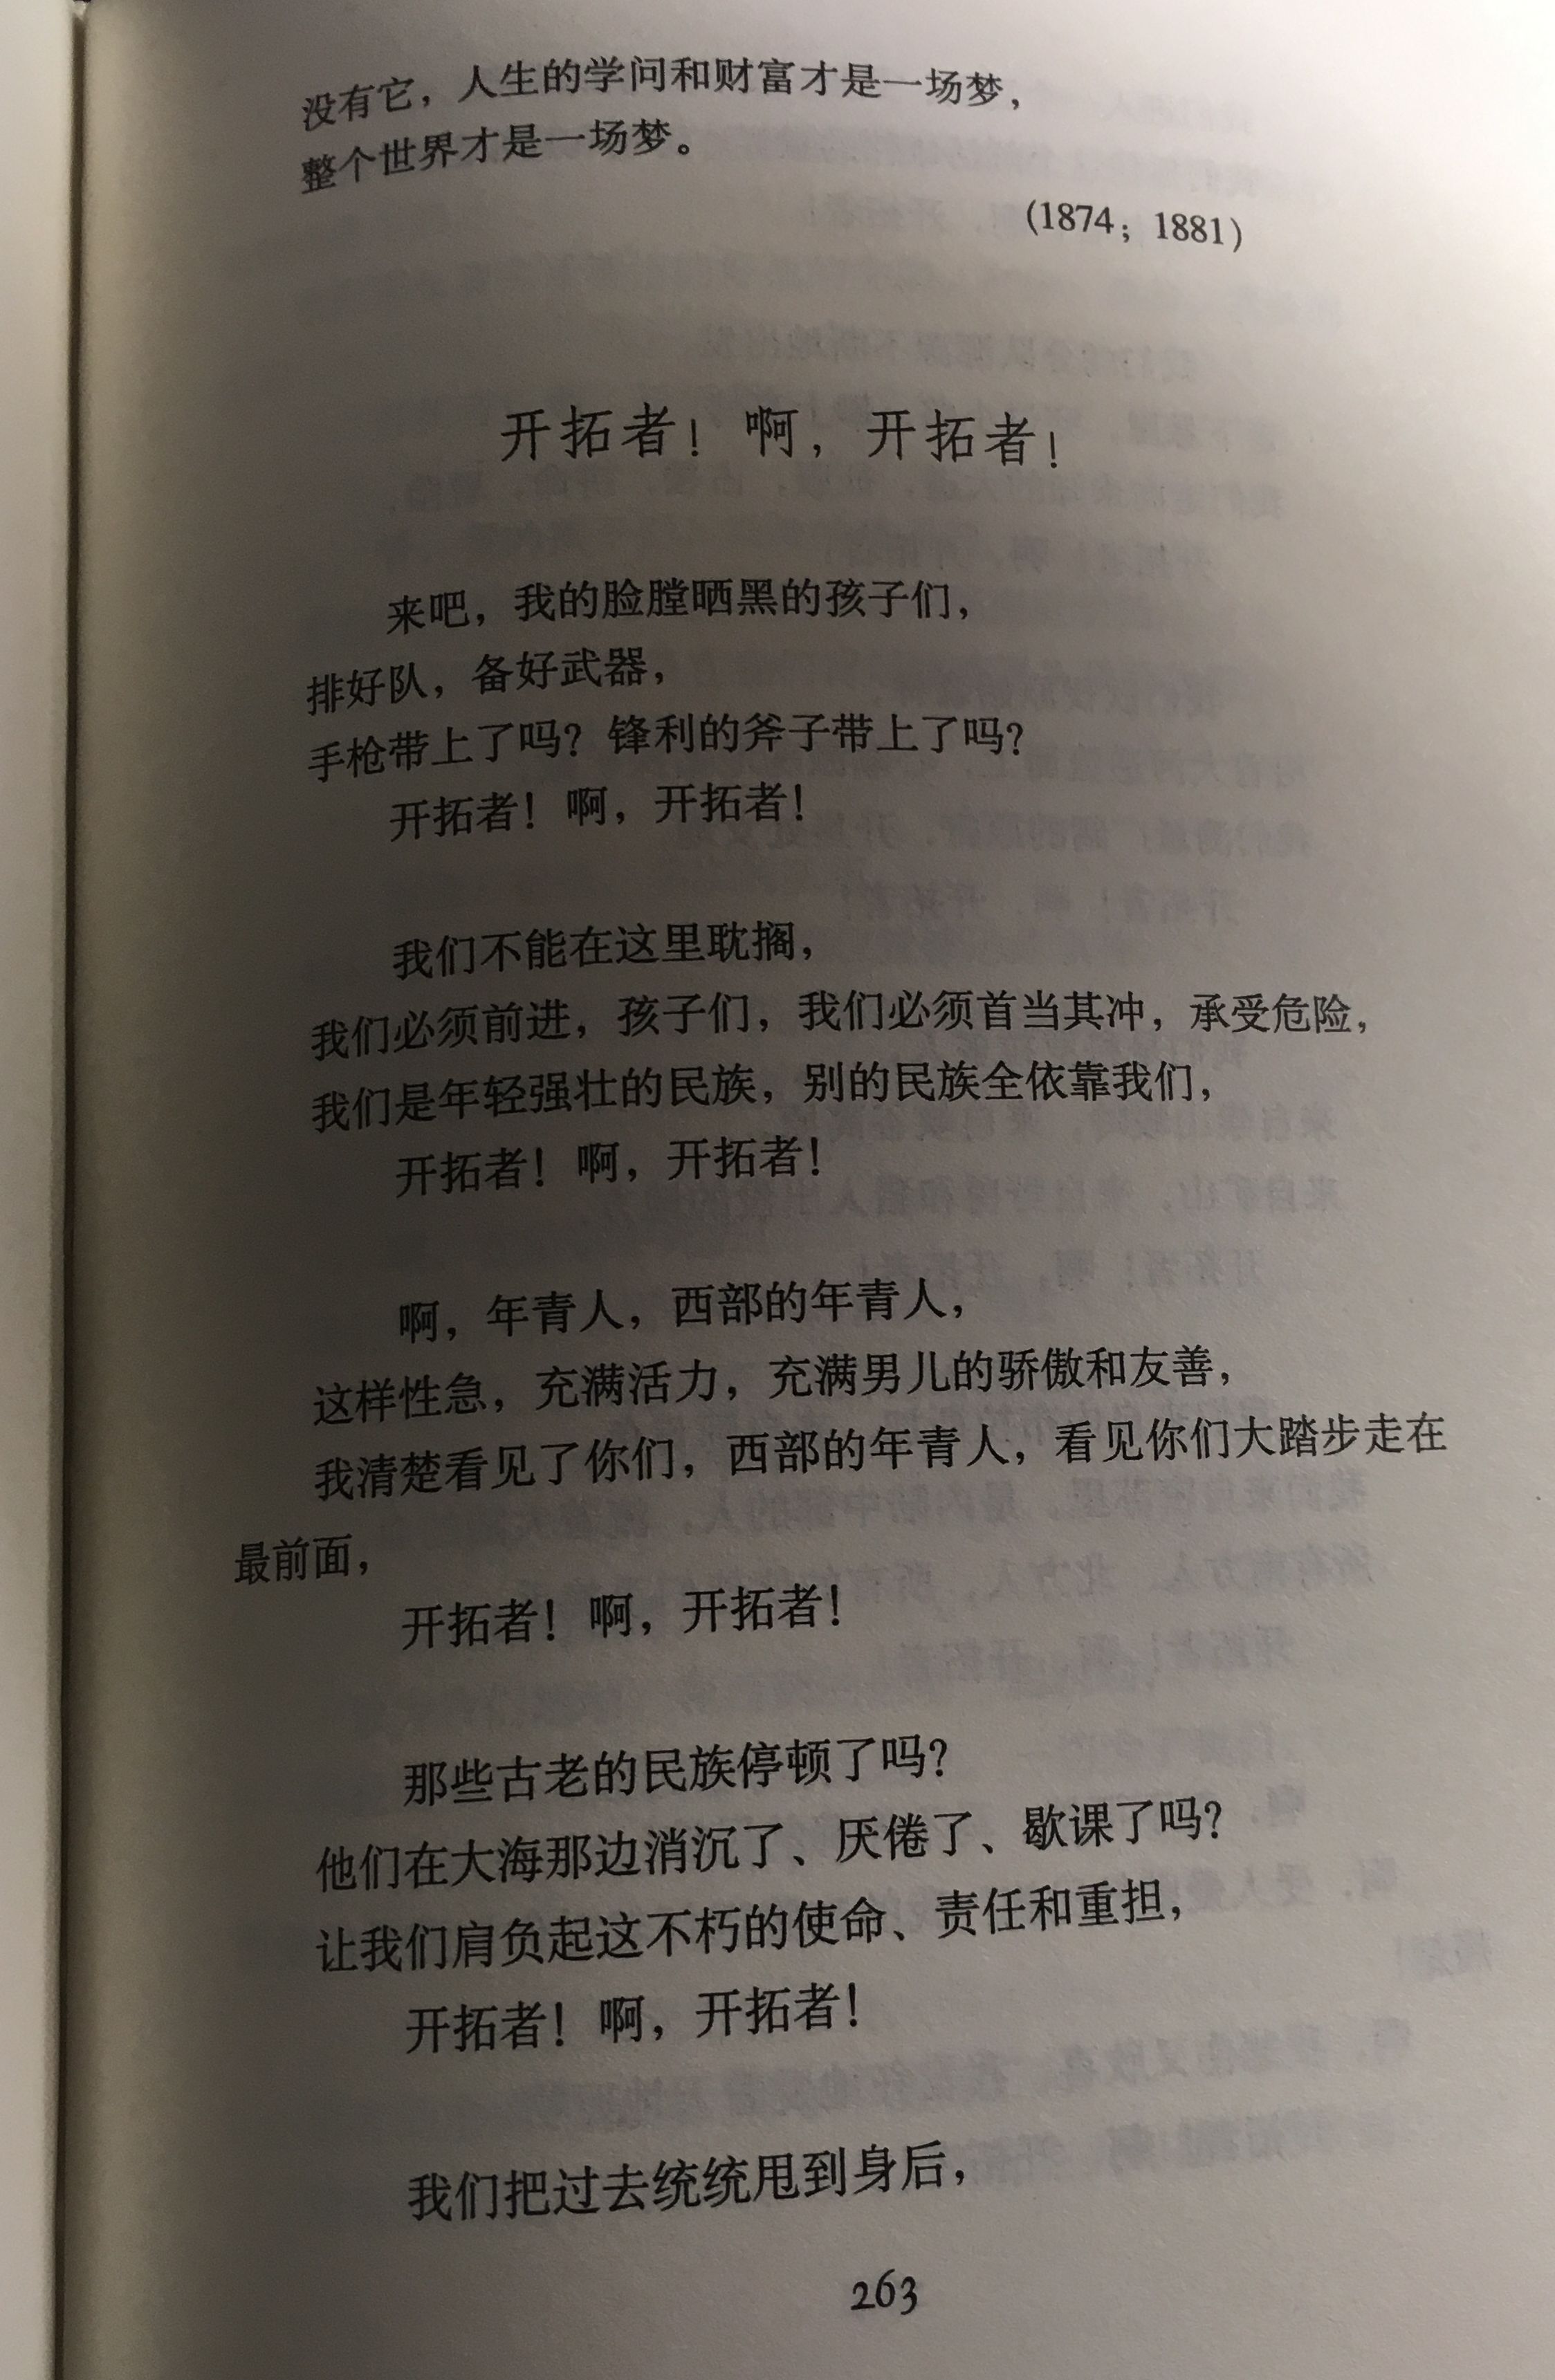 没有它，人生的学问和财富才是一场梦，
整个世界才是一场梦。
(1874；1881)
开拓者！啊，开拓者！
来吧，我的脸膛晒黑的孩子们，
排好队，备好武器，
手枪带上了吗？锋利的斧子带上了吗？
开拓者！啊，开拓者！
我们不能在这里耽搁，
我们必须前进，孩子们，我们必须首当其冲，承受危险，
我们是年轻强壮的民族，别的民族全依靠我们，
开拓者！啊，开拓者！
啊，年青人，西部的年青人，
这样性急，充满活力，充满男儿的骄傲和友善，
我清楚看见了你们，西部的年青人，看见你们大踏步走在
最前面，
开拓者！啊，开拓者！
那些古老的民族停顿了吗？
他们在大海那边消沉了、厌倦了、歇课了吗？
让我们肩负起这不朽的使命、责任和重担，
开拓者！啊，开拓者！
我们把过去统统甩到身后，
263